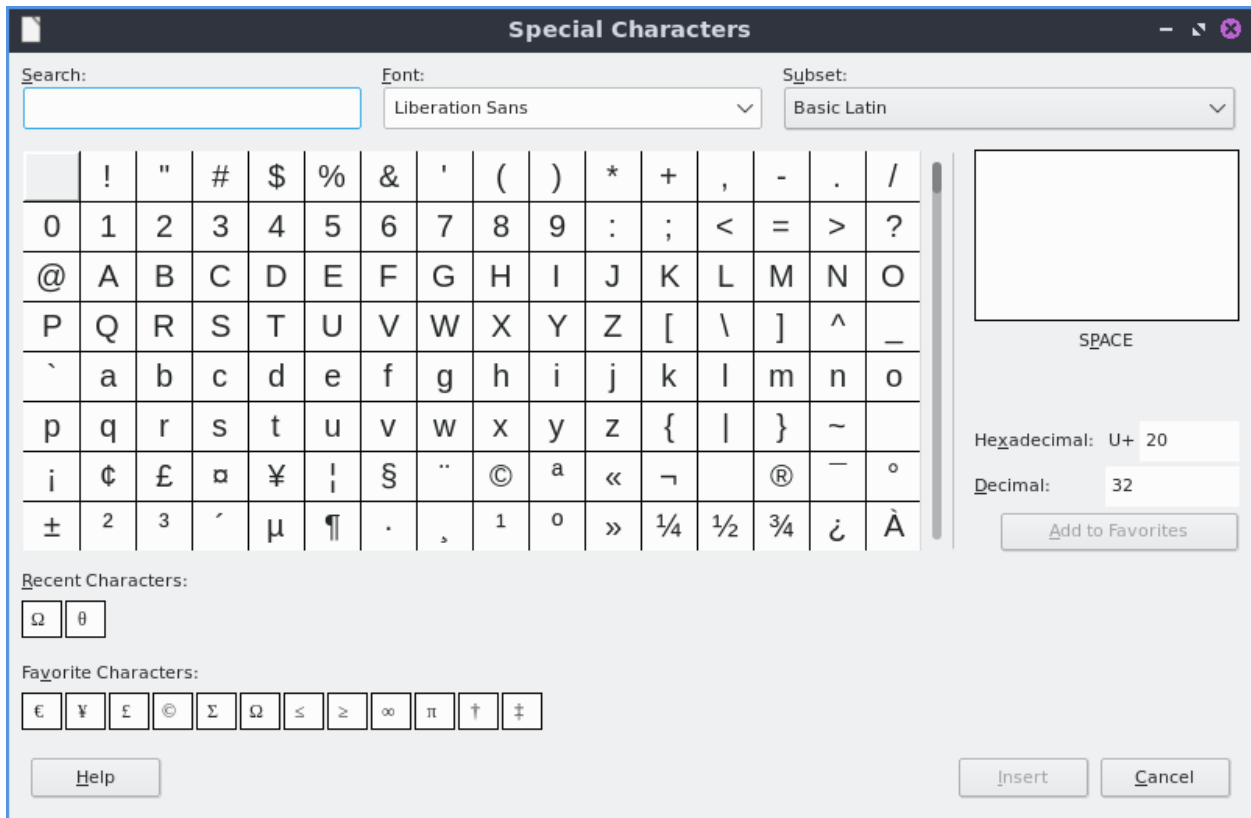 Special Characters
Search: Font: Subset:
Liberation Sans Basic Latin
! " # $ % & ' ( ) * + , - . /
0 1 2 3 4 5 6 7 8 9 : ; < = > ?
@ A B C D E F G H I J K L M N O
P Q R S T U V W X Y Z [ \ ] ^ _
SPACE
` a b c d e f g h i j k l m n o
p q r s t u v w x y z { | } ~
Hexadecimal: U+ 20
¡ ¢ £ ¤ ¥ ¦ § ¨ © ª « ¬ ® ¯ °
Decimal: 32
± ² ³ ´ µ ¶ · ¸ ¹ º » ¼ ½ ¾ ¿ À
Add to Favorites
Recent Characters:
Ω θ
Favorite Characters:
€ ¥ £ © Σ Ω ≤ ≥ ∞ π † ‡
Help Insert Cancel